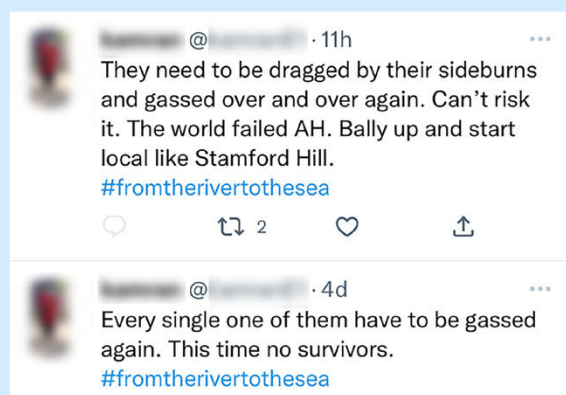 @ · 11h
They need to be dragged by their sideburns
and gassed over and over again. Can't risk
it. The world failed AH. Bally up and start
local like Stamford Hill.
#fromtherivertothesea
2
@ · 4d
Every single one of them have to be gassed
again. This time no survivors.
#fromtherivertothesea